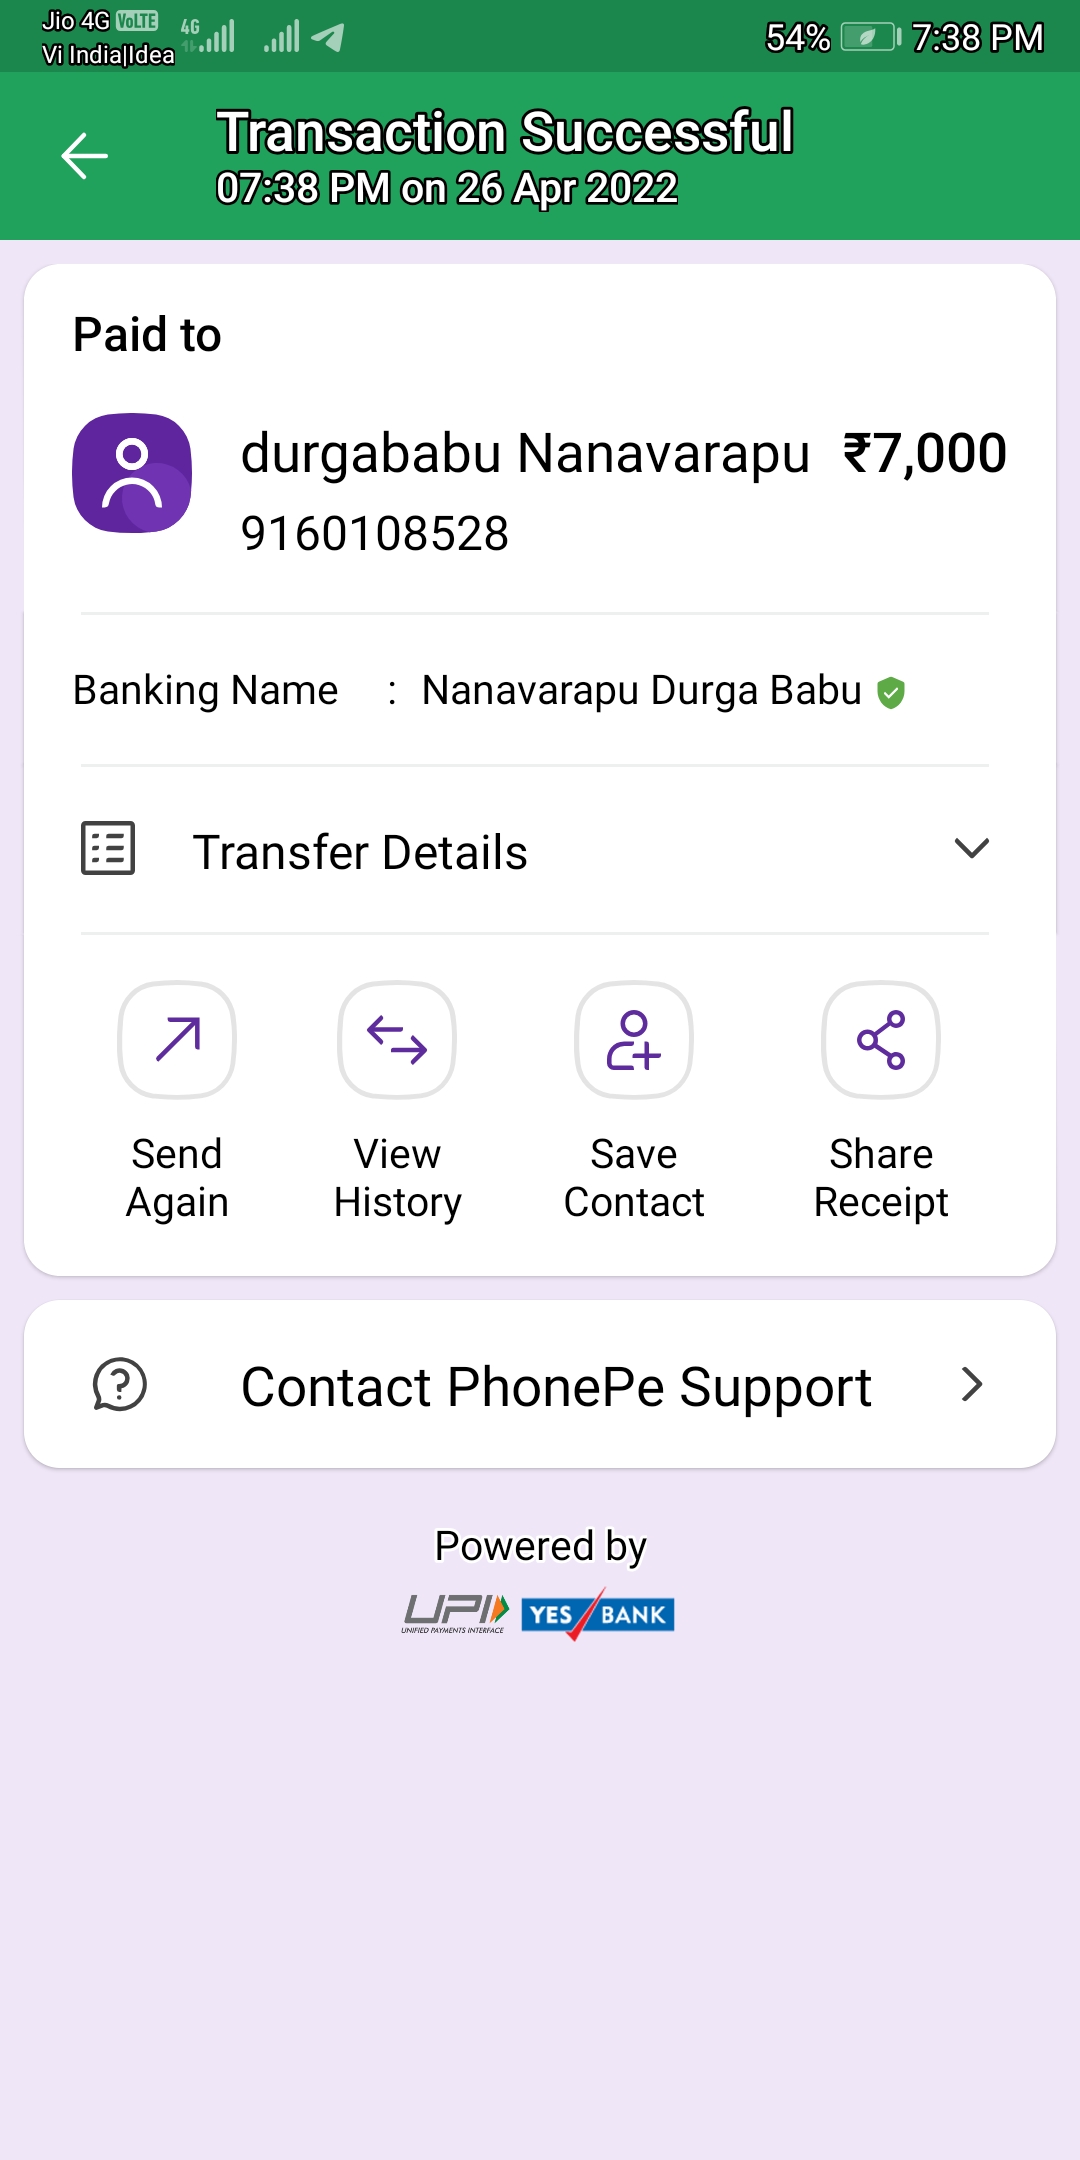 Jio 4G VoLTE 4G
Vi India|Idea
54% 7:38 PM
Transaction Successful
07:38 PM on 26 Apr 2022
Paid to
durgababu Nanavarapu ₹7,000
9160108528
Banking Name : Nanavarapu Durga Babu
Transfer Details
Send Again
View History
Save Contact
Share Receipt
Contact PhonePe Support
Powered by
UPI YES BANK
UNIFIED PAYMENTS INTERFACE